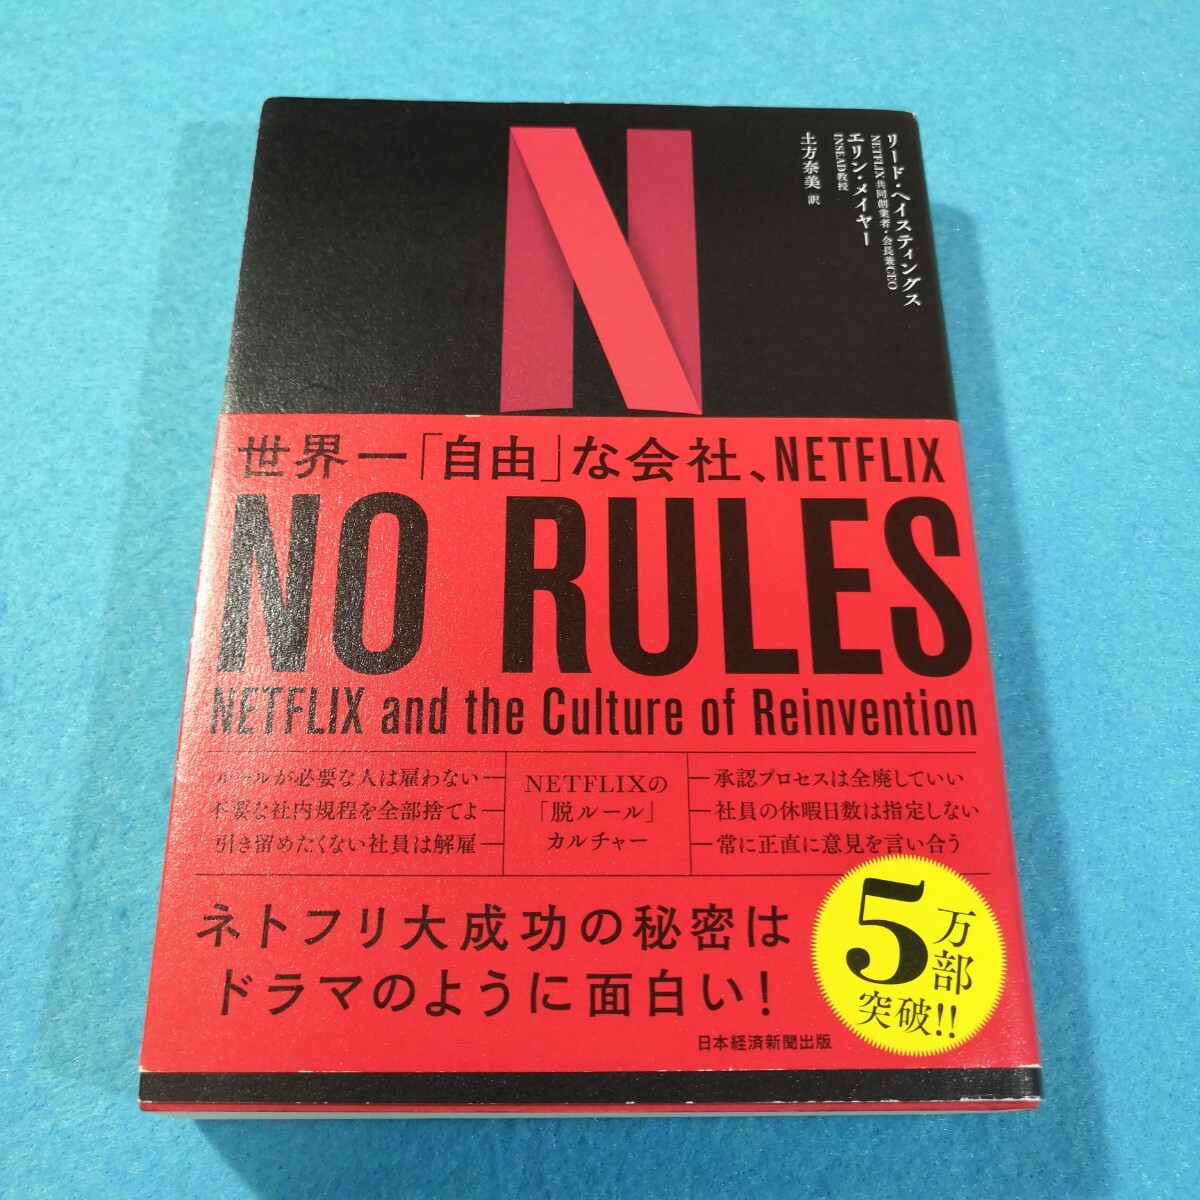 N
リード・ヘイスティングス
NETFLIX共同創業者・会長兼CEO
エリン・メイヤー
INSEAD教授
土方奈美 訳
世界一「自由」な会社、NETFLIX
NO RULES
NETFLIX and the Culture of Reinvention
ルールが必要な人は雇わない
不要な社内規程を全部捨てよ
引き留めたくない社員は解雇
NETFLIXの
「脱ルール」
カルチャー
承認プロセスは全廃していい
社員の休暇日数は指定しない
常に正直に意見を言い合う
ネトフリ大成功の秘密は
ドラマのように面白い!
5万部
突破!!
日本経済新聞出版